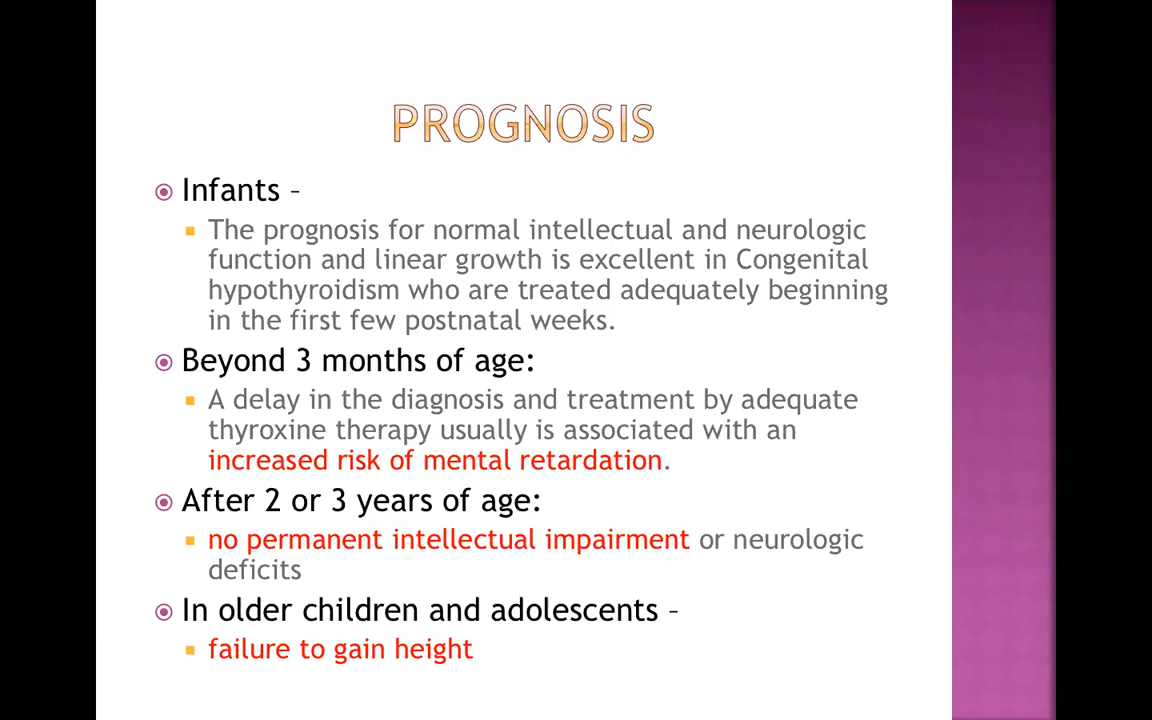 PROGNOSIS
Infants –
The prognosis for normal intellectual and neurologic
function and linear growth is excellent in Congenital
hypothyroidism who are treated adequately beginning
in the first few postnatal weeks.
Beyond 3 months of age:
A delay in the diagnosis and treatment by adequate
thyroxine therapy usually is associated with an
increased risk of mental retardation.
After 2 or 3 years of age:
no permanent intellectual impairment or neurologic
deficits
In older children and adolescents –
failure to gain height